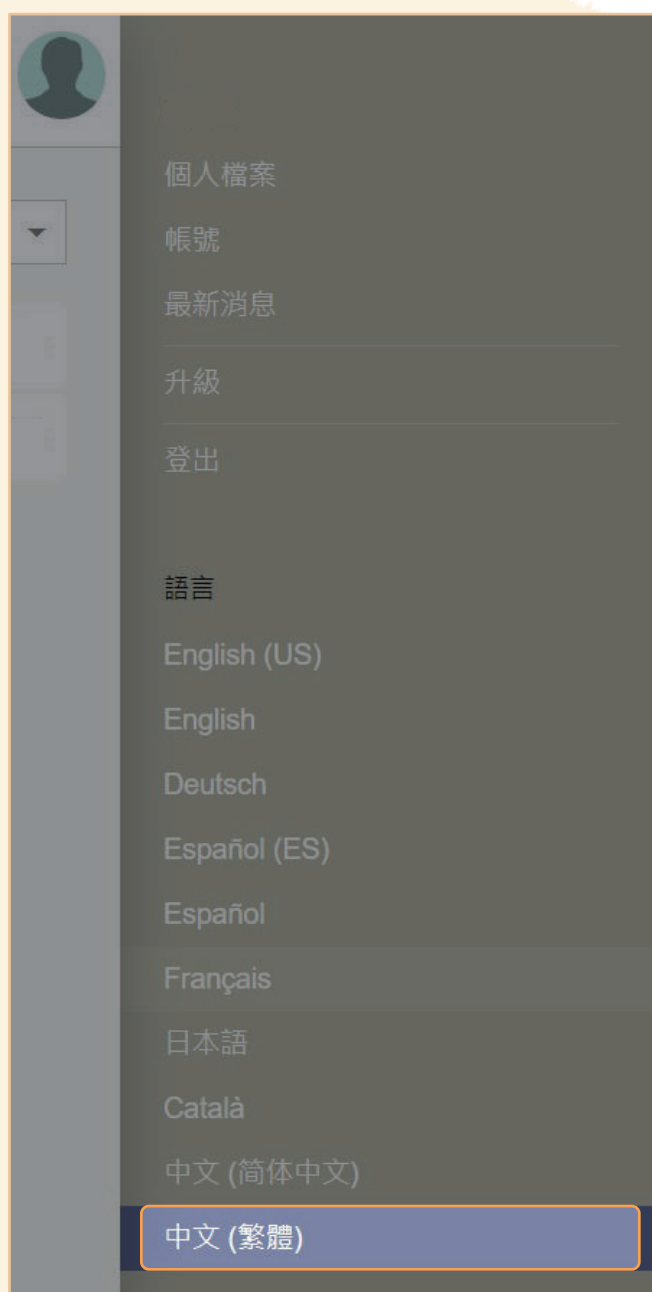 個人檔案
帳號
最新消息
升級
登出
語言
English (US)
English
Deutsch
Español (ES)
Español
Français
日本語
Català
中文 (简体中文)
中文 (繁體)